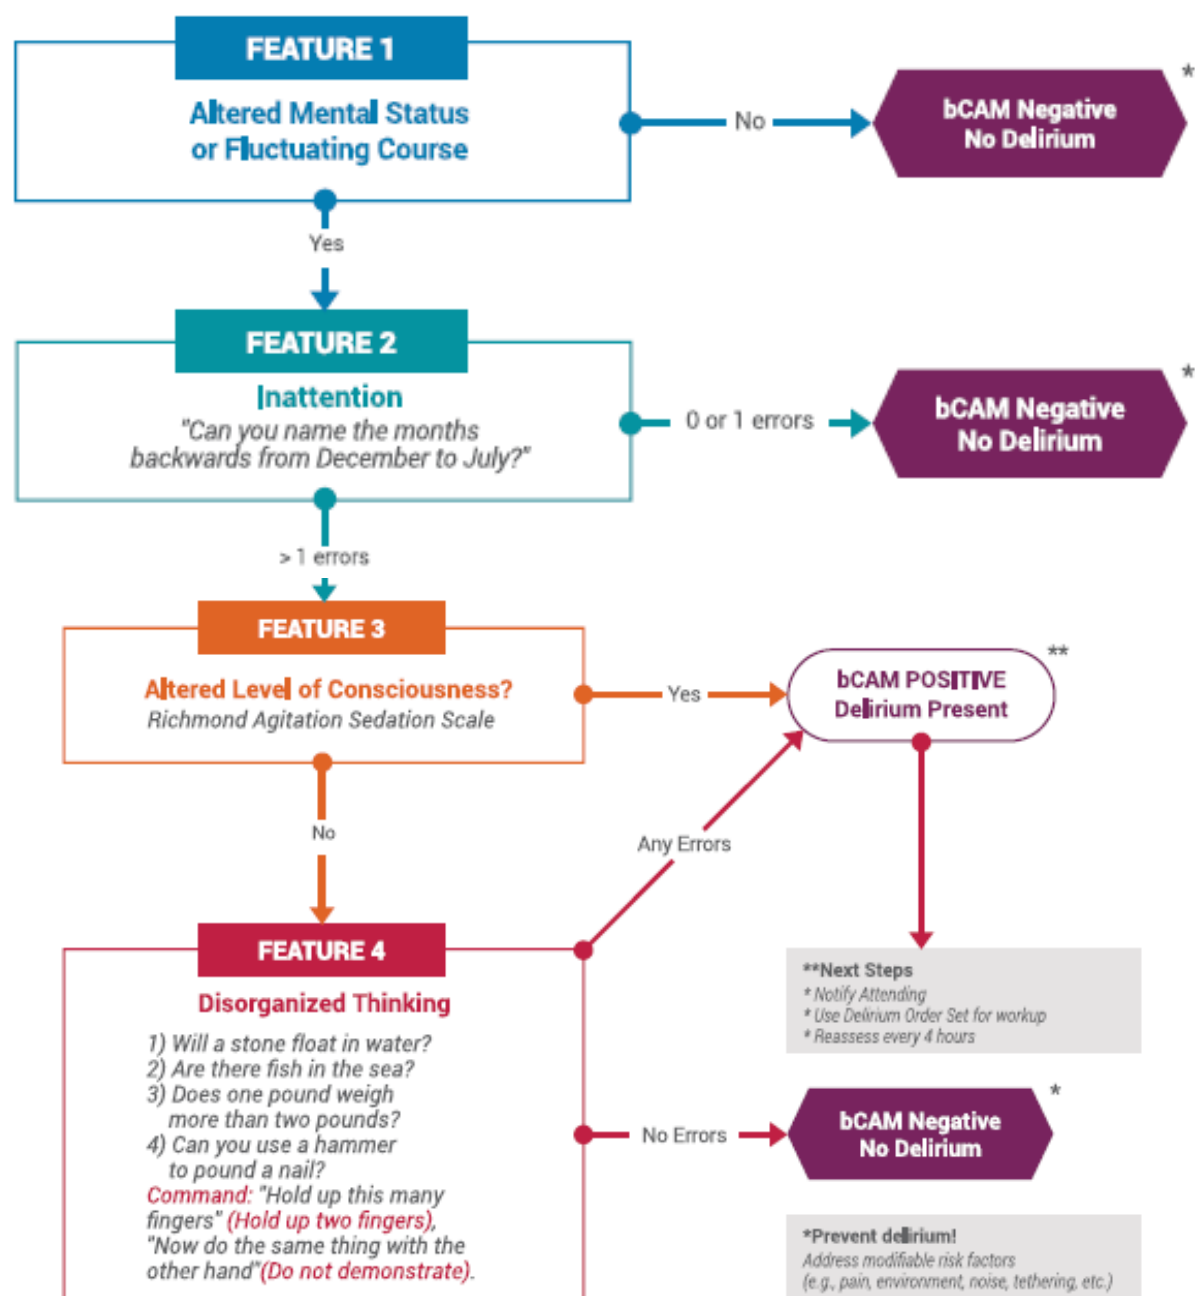 FEATURE 1
Altered Mental Status
or Fluctuating Course
No
*
bCAM Negative
No Delirium
Yes
FEATURE 2
Inattention
"Can you name the months
backwards from December to July?"
0 or 1 errors
*
bCAM Negative
No Delirium
> 1 errors
FEATURE 3
Altered Level of Consciousness?
Richmond Agitation Sedation Scale
Yes
**
bCAM POSITIVE
Delirium Present
No
Any Errors
FEATURE 4
Disorganized Thinking
1) Will a stone float in water?
2) Are there fish in the sea?
3) Does one pound weigh
more than two pounds?
4) Can you use a hammer
to pound a nail?
Command: "Hold up this many
fingers" (Hold up two fingers),
"Now do the same thing with the
other hand"(Do not demonstrate).
**Next Steps
* Notify Attending
* Use Delirium Order Set for workup
* Reassess every 4 hours
No Errors
*
bCAM Negative
No Delirium
*Prevent delirium!
Address modifiable risk factors
(e.g., pain, environment, noise, tethering, etc.)